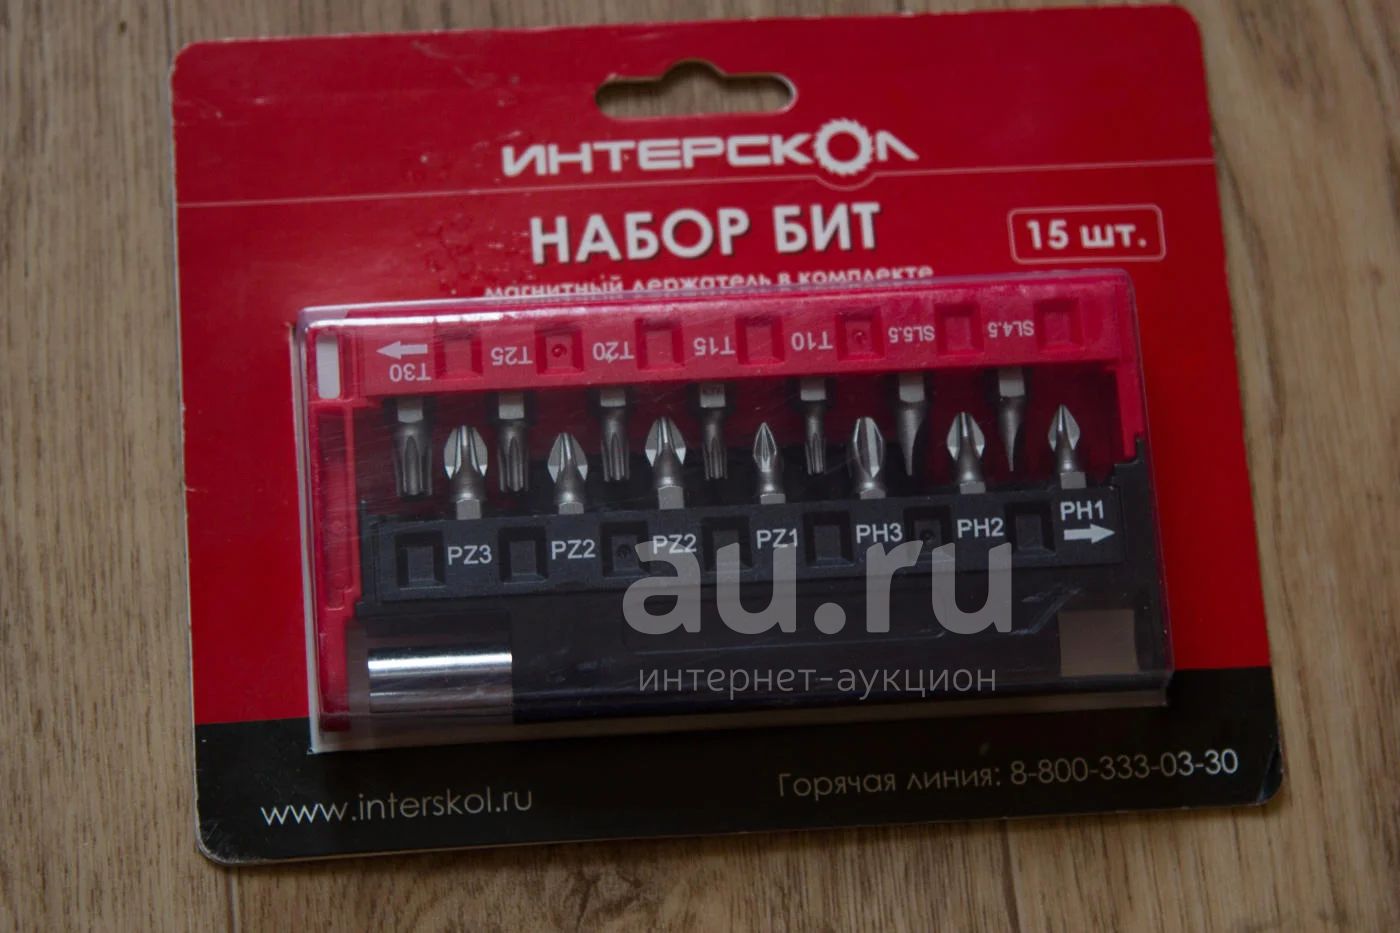 ИНТЕРСКОЛ
НАБОР БИТ
15 шт.
магнитный держатель в комплекте
T30 T25 T20 T15 T10 SL5.5 SL4.5
PZ3 PZ2 PZ2 PZ1 PH3 PH2 PH1
au.ru
интернет-аукцион
www.interskol.ru
Горячая линия: 8-800-333-03-30